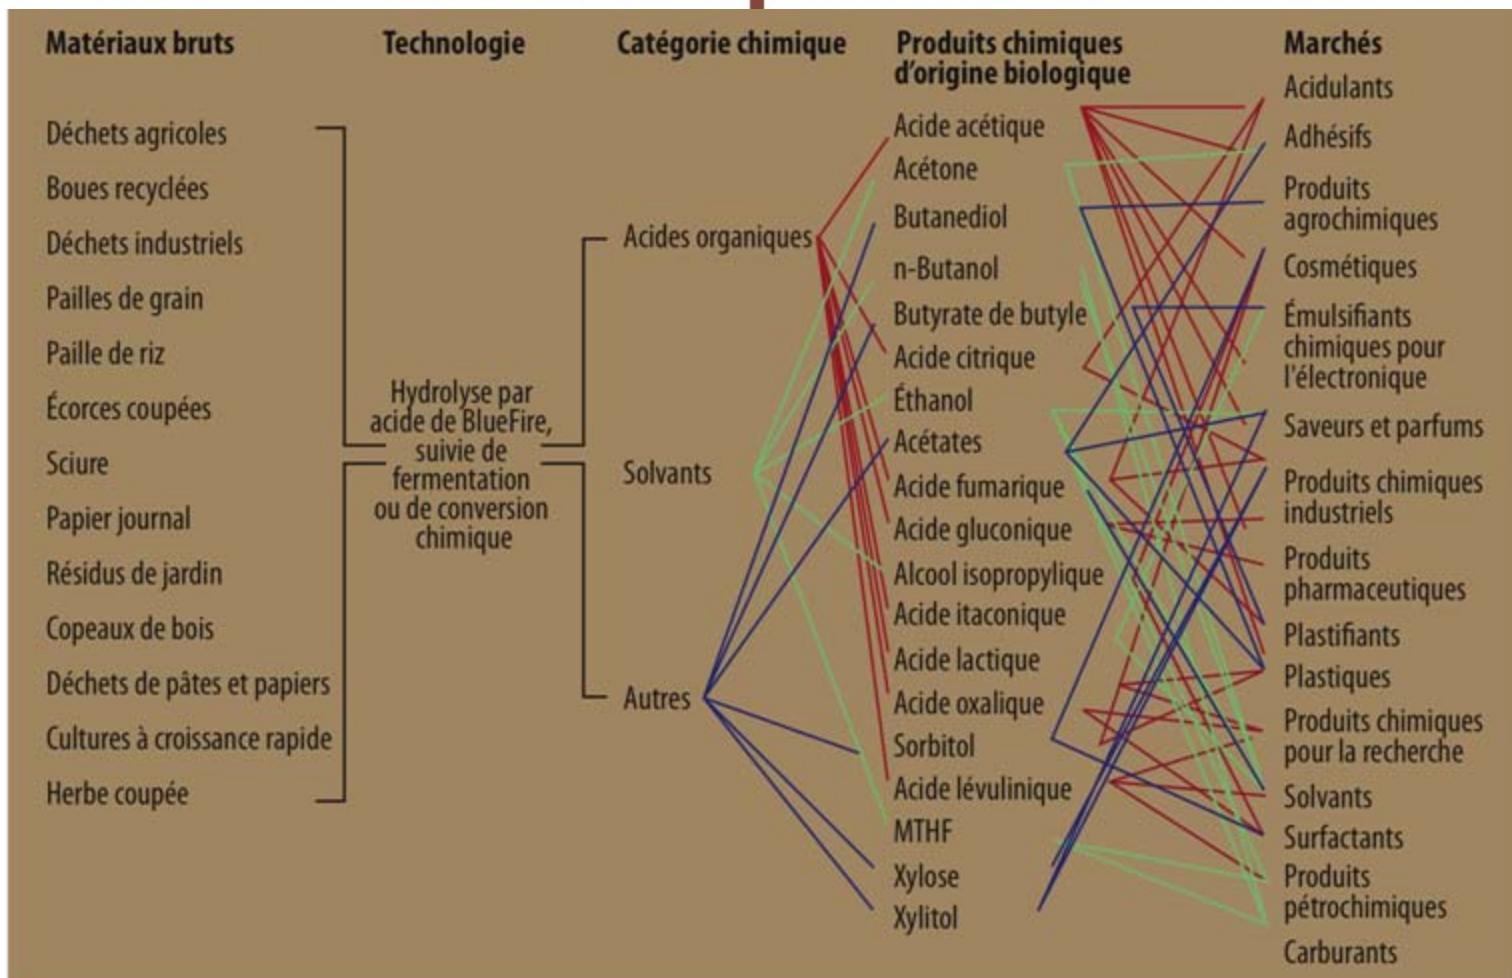 Matériaux bruts
Déchets agricoles
Boues recyclées
Déchets industriels
Pailles de grain
Paille de riz
Écorces coupées
Sciure
Papier journal
Résidus de jardin
Copeaux de bois
Déchets de pâtes et papiers
Cultures à croissance rapide
Herbe coupée
Technologie
Hydrolyse par
acide de BlueFire,
suivie de
fermentation
ou de conversion
chimique
Catégorie chimique
Acides organiques
Solvants
Autres
Produits chimiques
d'origine biologique
Acide acétique
Acétone
Butanediol
n-Butanol
Butyrate de butyle
Acide citrique
Éthanol
Acétates
Acide fumarique
Acide gluconique
Alcool isopropylique
Acide itaconique
Acide lactique
Acide oxalique
Sorbitol
Acide lévulinique
MTHF
Xylose
Xylitol
Marchés
Acidulants
Adhésifs
Produits
agrochimiques
Cosmétiques
Émulsifiants
chimiques pour
l'électronique
Saveurs et parfums
Produits chimiques
industriels
Produits
pharmaceutiques
Plastifiants
Plastiques
Produits chimiques
pour la recherche
Solvants
Surfactants
Produits
pétrochimiques
Carburants